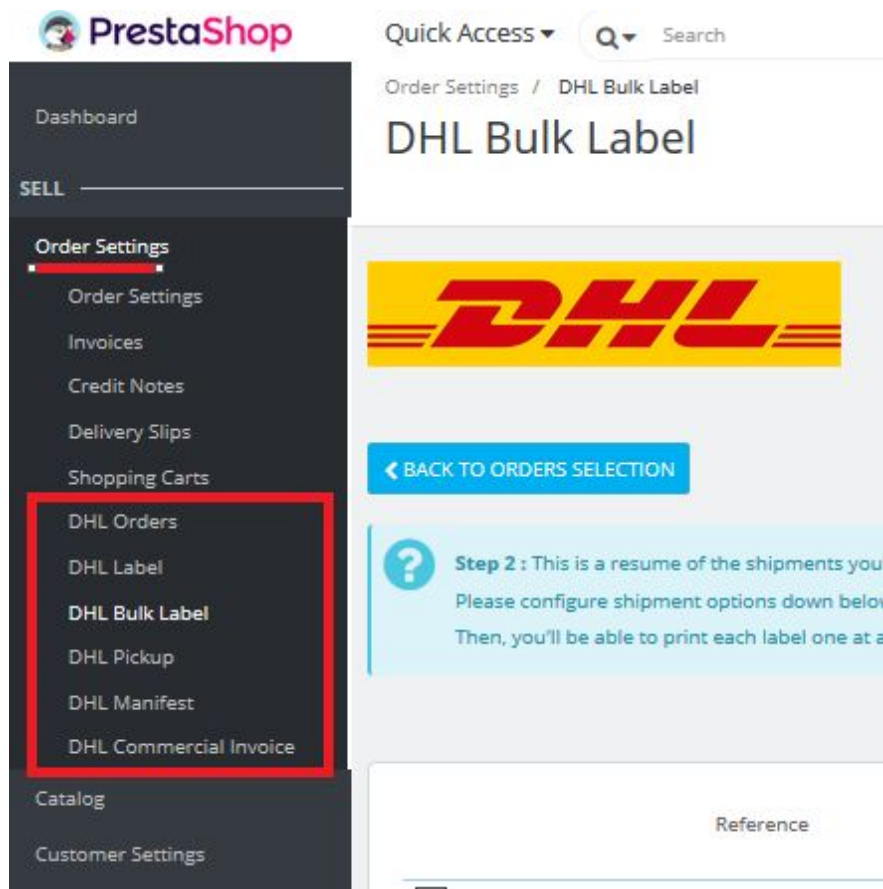 PrestaShop
Quick Access
Search
Order Settings / DHL Bulk Label
DHL Bulk Label
Dashboard
SELL
Order Settings
Order Settings
Invoices
Credit Notes
Delivery Slips
Shopping Carts
DHL Orders
DHL Label
DHL Bulk Label
DHL Pickup
DHL Manifest
DHL Commercial Invoice
Catalog
Customer Settings
DHL
BACK TO ORDERS SELECTION
Step 2 : This is a resume of the shipments you
Please configure shipment options down below
Then, you'll be able to print each label one at a
Reference